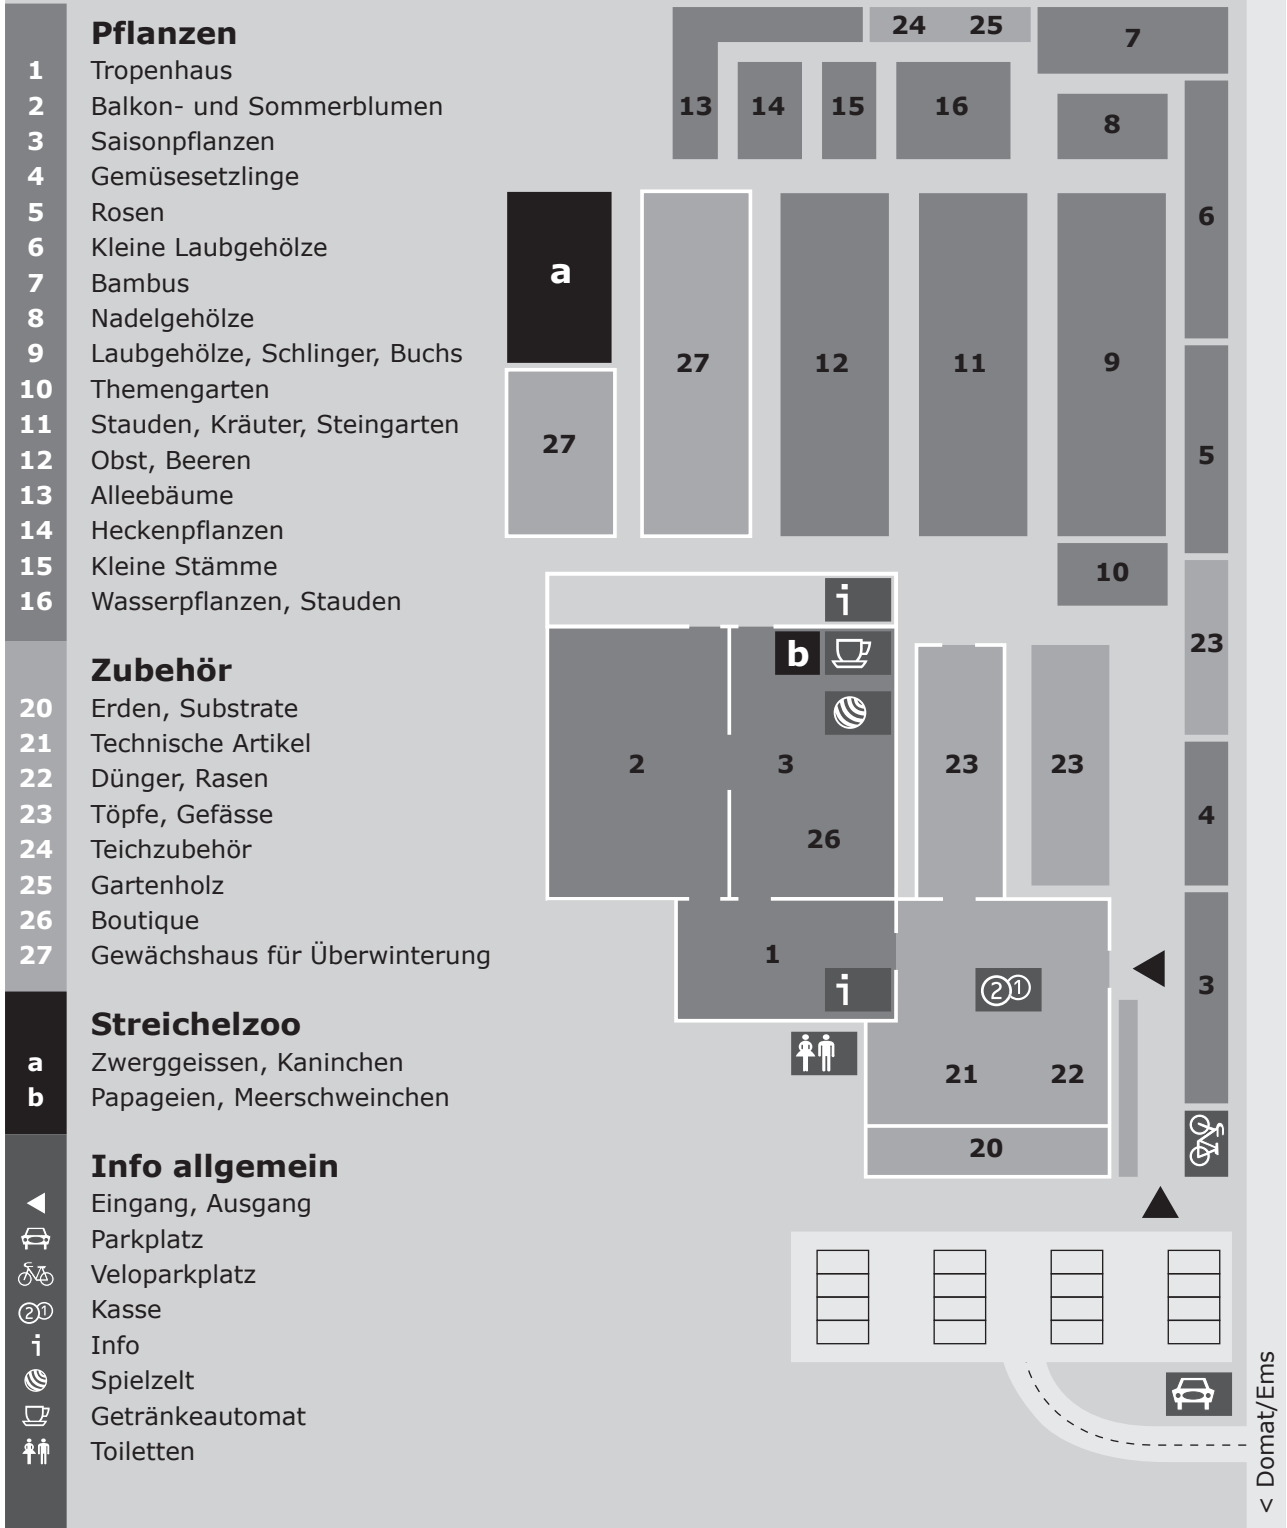 Pflanzen
1 Tropenhaus
2 Balkon- und Sommerblumen
3 Saisonpflanzen
4 Gemüsesetzlinge
5 Rosen
6 Kleine Laubgehölze
7 Bambus
8 Nadelgehölze
9 Laubgehölze, Schlinger, Buchs
10 Themengarten
11 Stauden, Kräuter, Steingarten
12 Obst, Beeren
13 Alleebäume
14 Heckenpflanzen
15 Kleine Stämme
16 Wasserpflanzen, Stauden
Zubehör
20 Erden, Substrate
21 Technische Artikel
22 Dünger, Rasen
23 Töpfe, Gefässe
24 Teichzubehör
25 Gartenholz
26 Boutique
27 Gewächshaus für Überwinterung
Streichelzoo
a Zwerggeissen, Kaninchen
b Papageien, Meerschweinchen
Info allgemein
Eingang, Ausgang
Parkplatz
Veloparkplatz
21 Kasse
i Info
Spielzelt
Getränkeautomat
Toiletten
24 25
7
13 14 15 16
8
6
a
27 12 11 9
27
5
10
i
b
23
2 3 23 23
4
26
1
i
21
3
21 22
20
< Domat/Ems